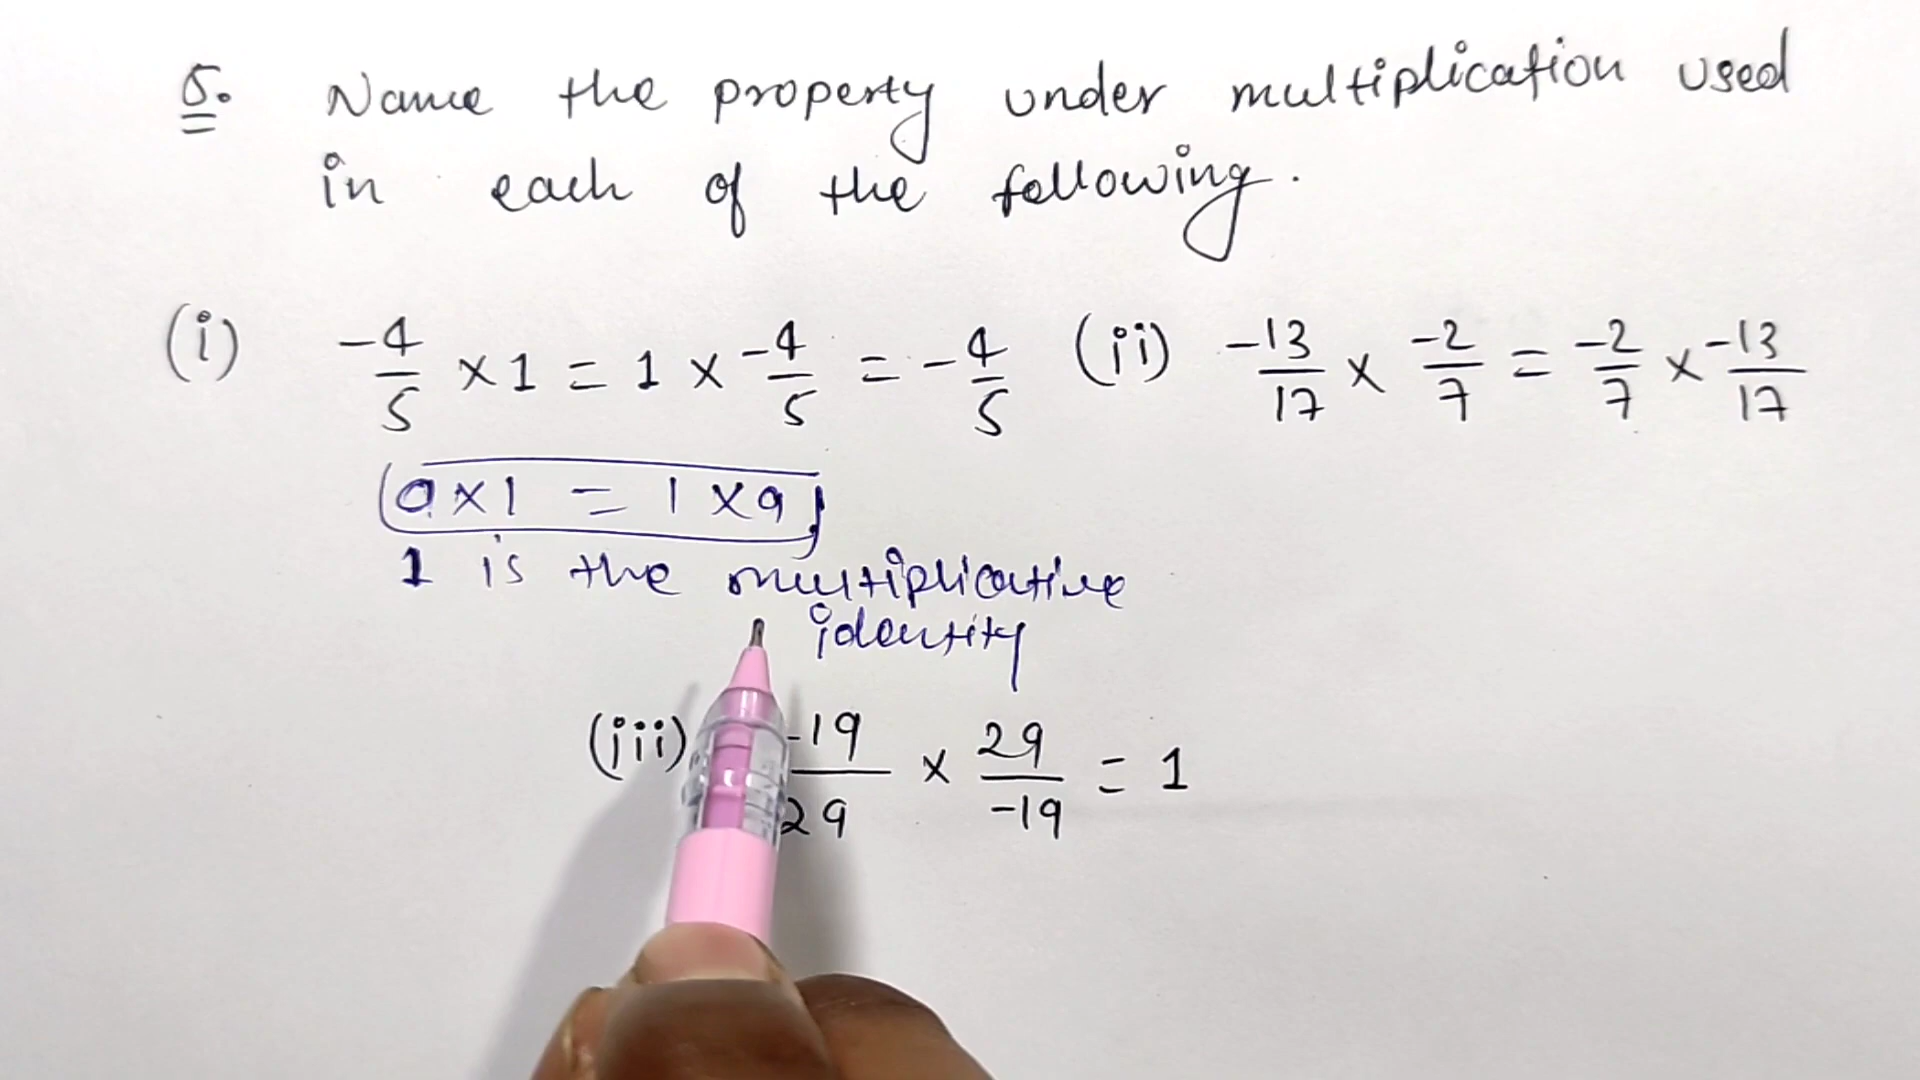 5. Name the property under multiplication used
in each of the following.
(i) -4/5 × 1 = 1 × -4/5 = -4/5 (ii) -13/17 × -2/7 = -2/7 × -13/17
a×1 = 1×a
1 is the multiplicative
identity
(iii) -19/29 × 29/-19 = 1